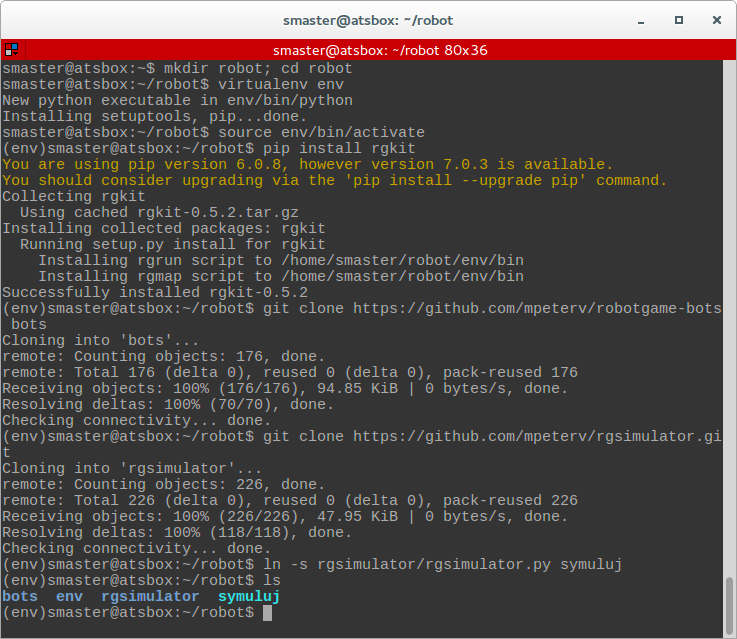 smaster@atsbox: ~/robot
smaster@atsbox: ~/robot 80x36
smaster@atsbox:~$ mkdir robot; cd robot
smaster@atsbox:~/robot$ virtualenv env
New python executable in env/bin/python
Installing setuptools, pip...done.
smaster@atsbox:~/robot$ source env/bin/activate
(env)smaster@atsbox:~/robot$ pip install rgkit
You are using pip version 6.0.8, however version 7.0.3 is available.
You should consider upgrading via the 'pip install --upgrade pip' command.
Collecting rgkit
  Using cached rgkit-0.5.2.tar.gz
Installing collected packages: rgkit
  Running setup.py install for rgkit
    Installing rgrun script to /home/smaster/robot/env/bin
    Installing rgmap script to /home/smaster/robot/env/bin
Successfully installed rgkit-0.5.2
(env)smaster@atsbox:~/robot$ git clone https://github.com/mpeterv/robotgame-bots
 bots
Cloning into 'bots'...
remote: Counting objects: 176, done.
remote: Total 176 (delta 0), reused 0 (delta 0), pack-reused 176
Receiving objects: 100% (176/176), 94.85 KiB | 0 bytes/s, done.
Resolving deltas: 100% (70/70), done.
Checking connectivity... done.
(env)smaster@atsbox:~/robot$ git clone https://github.com/mpeterv/rgsimulator.gi
t
Cloning into 'rgsimulator'...
remote: Counting objects: 226, done.
remote: Total 226 (delta 0), reused 0 (delta 0), pack-reused 226
Receiving objects: 100% (226/226), 47.95 KiB | 0 bytes/s, done.
Resolving deltas: 100% (118/118), done.
Checking connectivity... done.
(env)smaster@atsbox:~/robot$ ln -s rgsimulator/rgsimulator.py symuluj
(env)smaster@atsbox:~/robot$ ls
bots  env  rgsimulator  symuluj
(env)smaster@atsbox:~/robot$